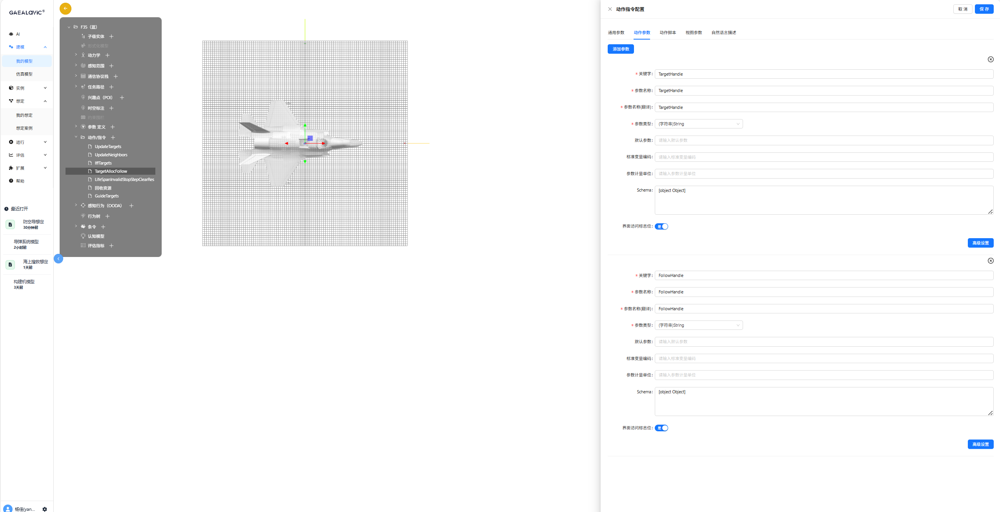 GAEALAVIC®
AI
建模
我的模型
仿真模型
实例
想定
我的想定
想定案例
运行
评估
扩展
帮助
最近打开
防空导想定
30分钟前
导弹系统模型
2小时前
海上搜救想定
1天前
构建机模型
3天前
杨佳(yan...
F35（蓝）
子级实体
形式化模型
动力学
感知范围
通信协议栈
任务路径
兴趣点（POI）
时空标注
约束围栏
参数 定义
动作/指令
UpdateTargets
UpdateNeighbors
IffTargets
TargetAllocFollow
LifeSpanInvalidStopStepClearRes
回收资源
GuideTargets
感知行为（OODA）
行为树
条令
认知模型
评估指标
动作指令配置
取 消
保 存
通用参数 动作参数 动作脚本 视图参数 自然语言描述
添加参数
* 关键字: TargetHandle
* 参数名称: TargetHandle
* 参数名称(翻译): TargetHandle
* 参数类型: (字符串)String
默认参数: 请输入默认参数
标准变量编码: 请输入标准变量编码
参数计量单位: 请输入参数计量单位
Schema: [object Object]
界面访问标志位: 是
高级设置
* 关键字: FollowHandle
* 参数名称: FollowHandle
* 参数名称(翻译): FollowHandle
* 参数类型: (字符串)String
默认参数: 请输入默认参数
标准变量编码: 请输入标准变量编码
参数计量单位: 请输入参数计量单位
Schema: [object Object]
界面访问标志位: 是
高级设置